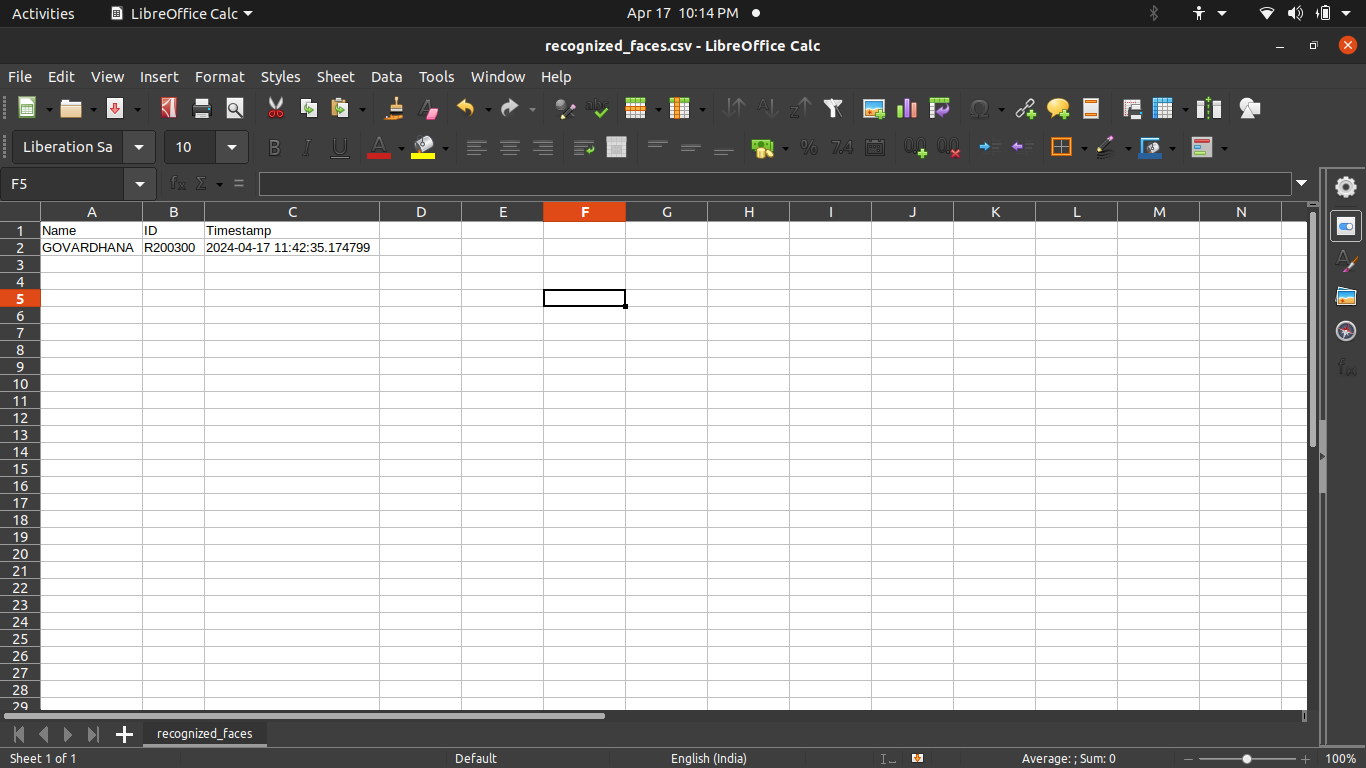 Activities LibreOffice Calc Apr 17 10:14 PM
recognized_faces.csv - LibreOffice Calc
File Edit View Insert Format Styles Sheet Data Tools Window Help
Liberation Sa 10
F5
A B C D E F G H I J K L M N
1 Name ID Timestamp
2 GOVARDHANA R200300 2024-04-17 11:42:35.174799
3
4
5
6
7
8
9
10
11
12
13
14
15
16
17
18
19
20
21
22
23
24
25
26
27
28
29
recognized_faces
Sheet 1 of 1 Default English (India) Average: ; Sum: 0 100%